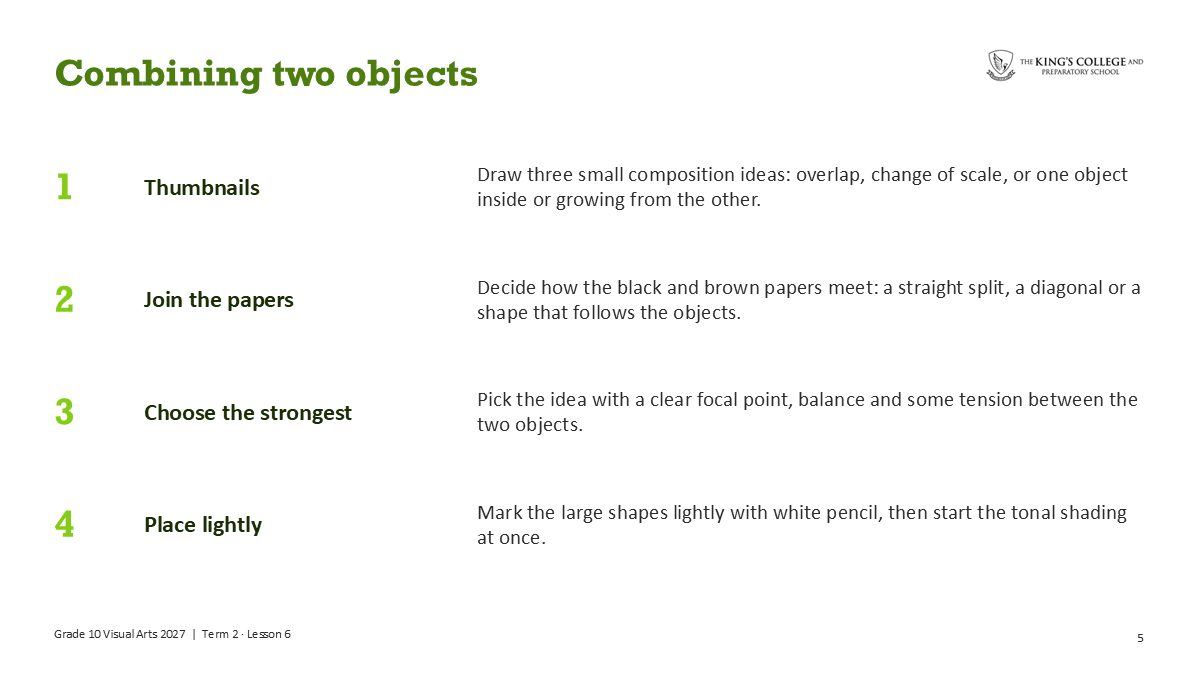 Combining two objects
THE KING'S COLLEGE AND
PREPARATORY SCHOOL
1
Thumbnails
Draw three small composition ideas: overlap, change of scale, or one object
inside or growing from the other.
2
Join the papers
Decide how the black and brown papers meet: a straight split, a diagonal or a
shape that follows the objects.
3
Choose the strongest
Pick the idea with a clear focal point, balance and some tension between the
two objects.
4
Place lightly
Mark the large shapes lightly with white pencil, then start the tonal shading
at once.
Grade 10 Visual Arts 2027 | Term 2 · Lesson 6
5